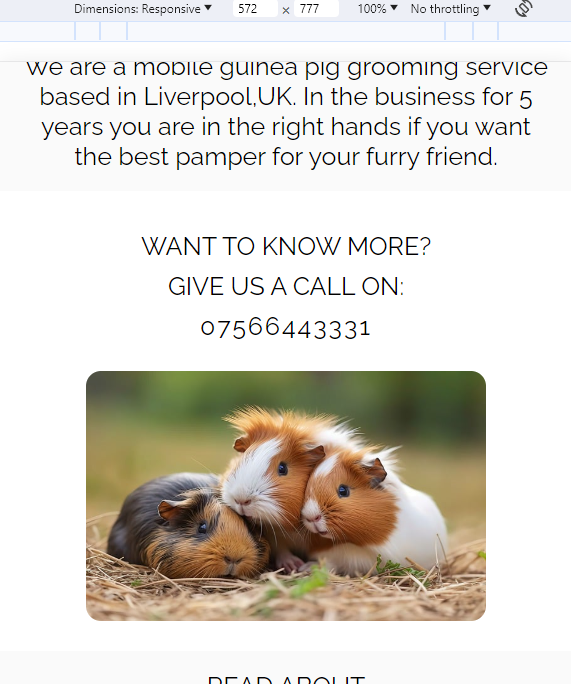 Dimensions: Responsive ▼ 572 × 777 100% ▼ No throttling ▼
We are a mobile guinea pig grooming service
based in Liverpool,UK. In the business for 5
years you are in the right hands if you want
the best pamper for your furry friend.
WANT TO KNOW MORE?
GIVE US A CALL ON:
07566443331
READ ABOUT